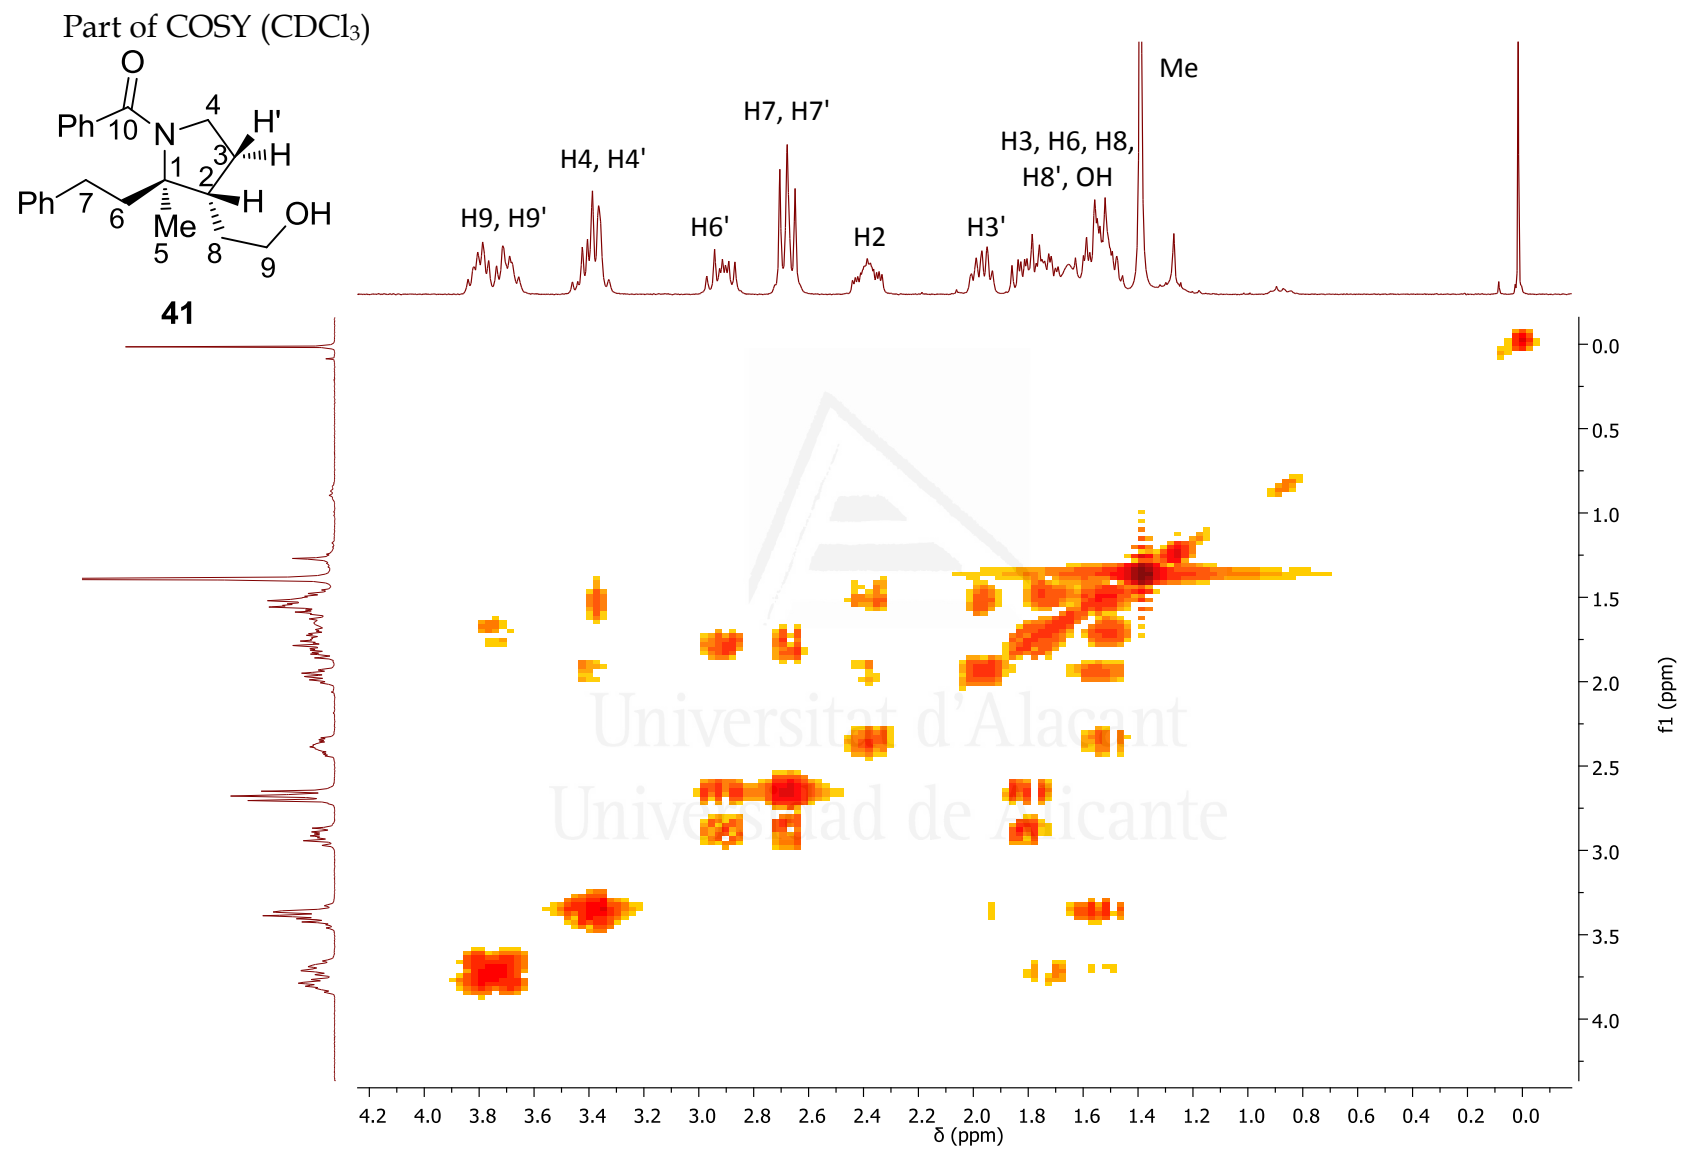 Part of COSY (CDCl₃)
O
Ph
10
N
4
H'
3
H
1
2
H
Ph
7
6
Me
5
8
OH
9
41
H9, H9'
H4, H4'
H6'
H7, H7'
H2
H3'
H3, H6, H8,
H8', OH
Me
0.0
0.5
1.0
1.5
2.0
2.5
3.0
3.5
4.0
f1 (ppm)
4.2 4.0 3.8 3.6 3.4 3.2 3.0 2.8 2.6 2.4 2.2 2.0 1.8 1.6 1.4 1.2 1.0 0.8 0.6 0.4 0.2 0.0
δ (ppm)
Universitat d'Alacant
Universidad de Alicante